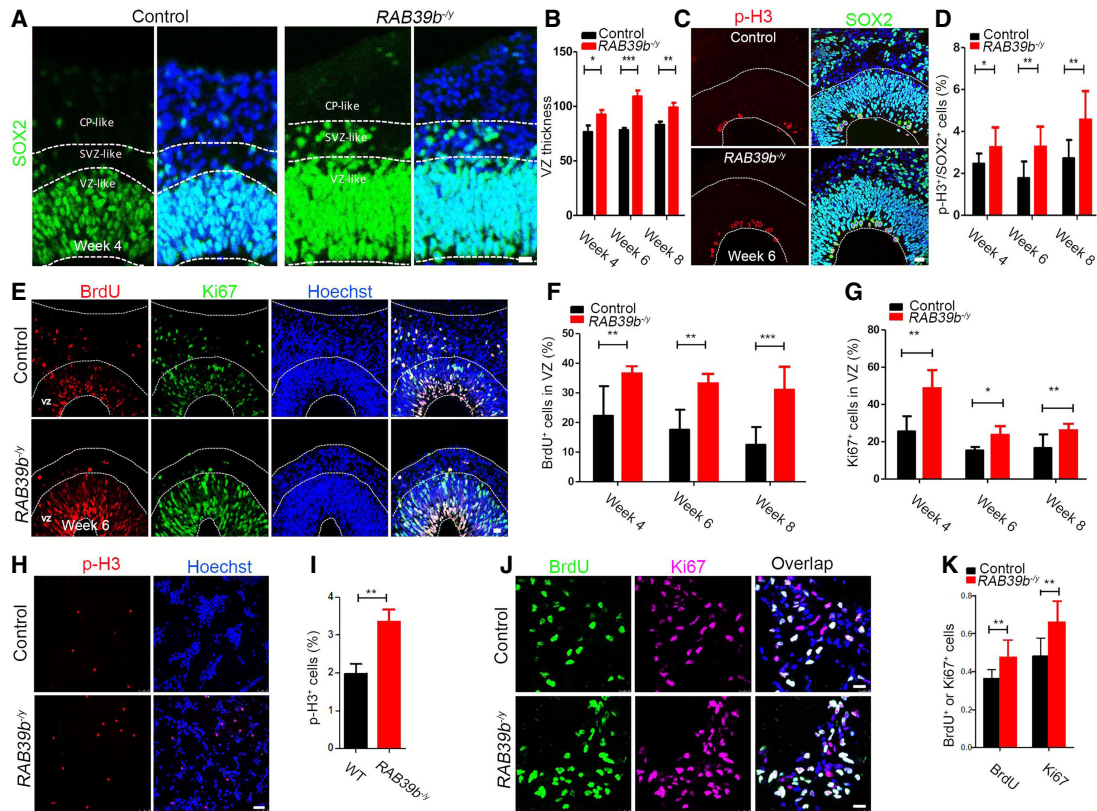 A
Control
RAB39b-/y
SOX2
CP-like
SVZ-like
VZ-like
Week 4
CP-like
SVZ-like
VZ-like
B
Control
RAB39b-/y
VZ thickness
150
100
50
0
*
***
**
Week 4
Week 6
Week 8
C
p-H3
SOX2
Control
RAB39b-/y
Week 6
D
Control
RAB39b-/y
p-H3+/SOX2+ cells (%)
8
6
4
2
0
*
**
**
Week 4
Week 6
Week 8
E
BrdU
Ki67
Hoechst
Control
VZ
RAB39b-/y
VZ
Week 6
F
Control
RAB39b-/y
BrdU+ cells in VZ (%)
50
40
30
20
10
0
**
**
***
Week 4
Week 6
Week 8
G
Control
RAB39b-/y
Ki67+ cells in VZ (%)
80
60
40
20
0
**
*
**
Week 4
Week 6
Week 8
H
p-H3
Hoechst
Control
RAB39b-/y
I
p-H3+ cells (%)
6
4
2
0
**
WT
RAB39b-/y
J
BrdU
Ki67
Overlap
Control
RAB39b-/y
K
Control
RAB39b-/y
BrdU+ or Ki67+ cells
0.8
0.6
0.4
0.2
0.0
**
**
BrdU
Ki67